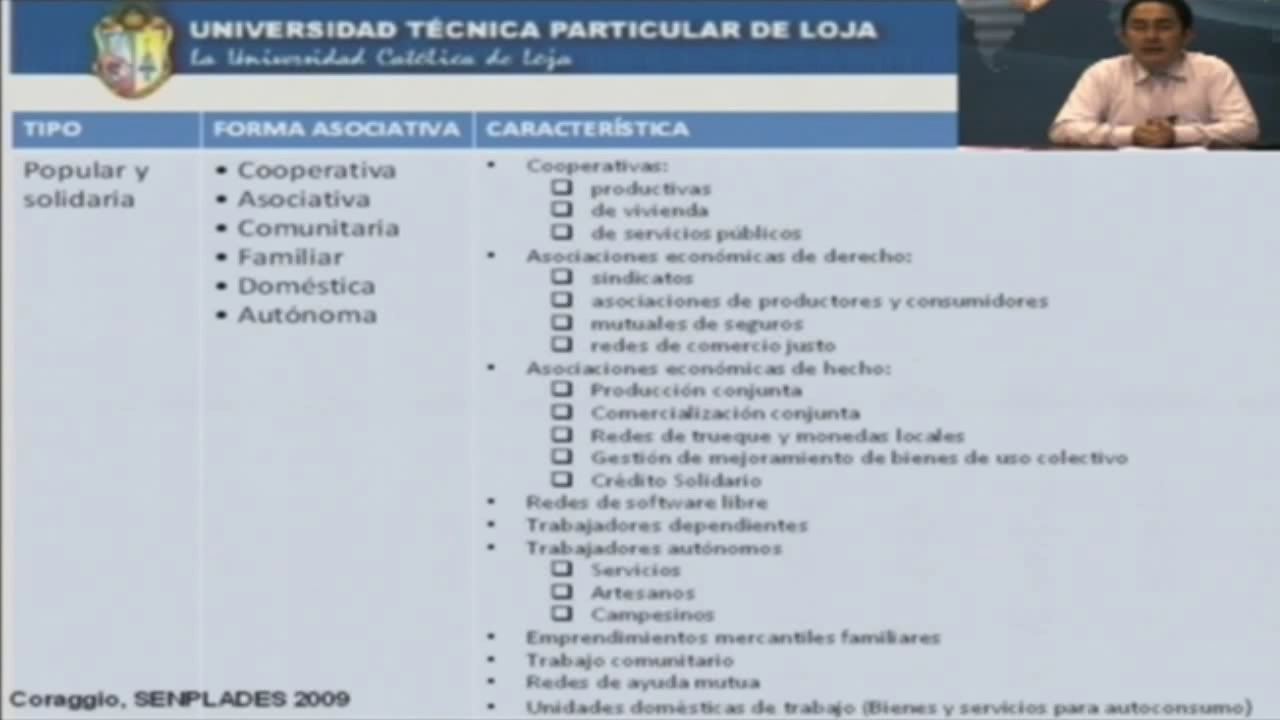 UNIVERSIDAD TÉCNICA PARTICULAR DE LOJA
La Universidad Católica de Loja
TIPO
FORMA ASOCIATIVA
CARACTERÍSTICA
Popular y
solidaria
• Cooperativa
• Asociativa
• Comunitaria
• Familiar
• Doméstica
• Autónoma
• Cooperativas:
❑ productivas
❑ de vivienda
❑ de servicios públicos
• Asociaciones económicas de derecho:
❑ sindicatos
❑ asociaciones de productores y consumidores
❑ mutuales de seguros
❑ redes de comercio justo
• Asociaciones económicas de hecho:
❑ Producción conjunta
❑ Comercialización conjunta
❑ Redes de trueque y monedas locales
❑ Gestión de mejoramiento de bienes de uso colectivo
❑ Crédito Solidario
• Redes de software libre
• Trabajadores dependientes
• Trabajadores autónomos
❑ Servicios
❑ Artesanos
❑ Campesinos
• Emprendimientos mercantiles familiares
• Trabajo comunitario
• Redes de ayuda mutua
• Unidades domésticas de trabajo (Bienes y servicios para autoconsumo)
Coraggio, SENPLADES 2009